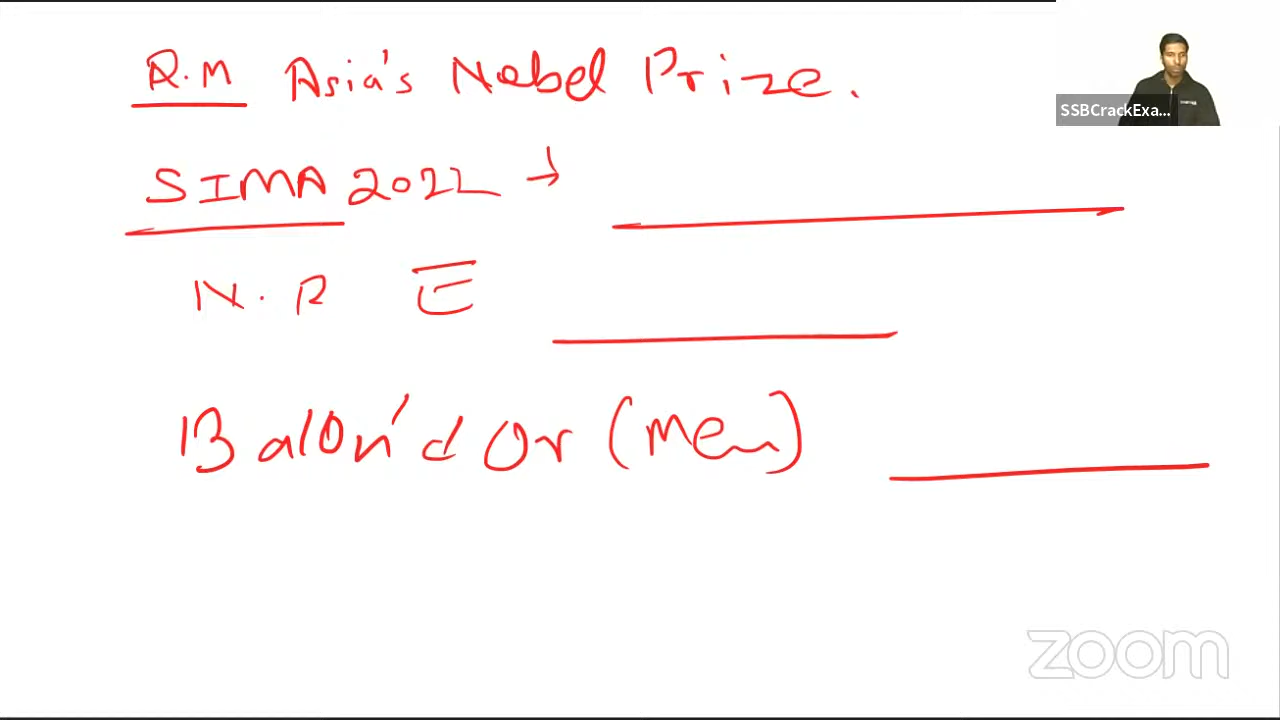 R.M Asia's Nobel Prize.
SSBCrackExa...
SIMA 2022 →
N.P E
Balon'd Or (Men)
zoom